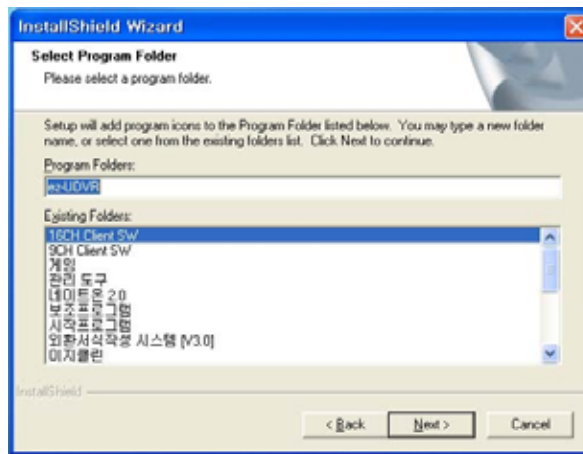 InstallShield Wizard
Select Program Folder
Please select a program folder.
Setup will add program icons to the Program Folder listed below. You may type a new folder
name, or select one from the existing folders list. Click Next to continue.
Program Folders:
ez-UDVR
Existing Folders:
16CH Client SW
9CH Client SW
게임
관리 도구
네이트온 2.0
보조프로그램
시작프로그램
외환서식작성 시스템 [V3.0]
이지클린
InstallShield
< Back
Next >
Cancel